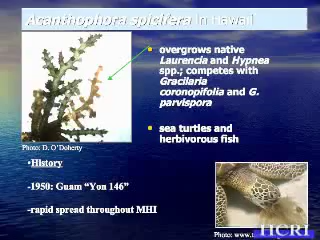 Acanthophora spicifera in Hawaii
• overgrows native
Laurencia and Hypnea
spp.; competes with
Gracilaria
coronopifolia and G.
parvispora
• sea turtles and
herbivorous fish
Photo: D. O'Doherty
•History
-1950: Guam "Yon 146"
-rapid spread throughout MHI
Photo: www.t
HCRI